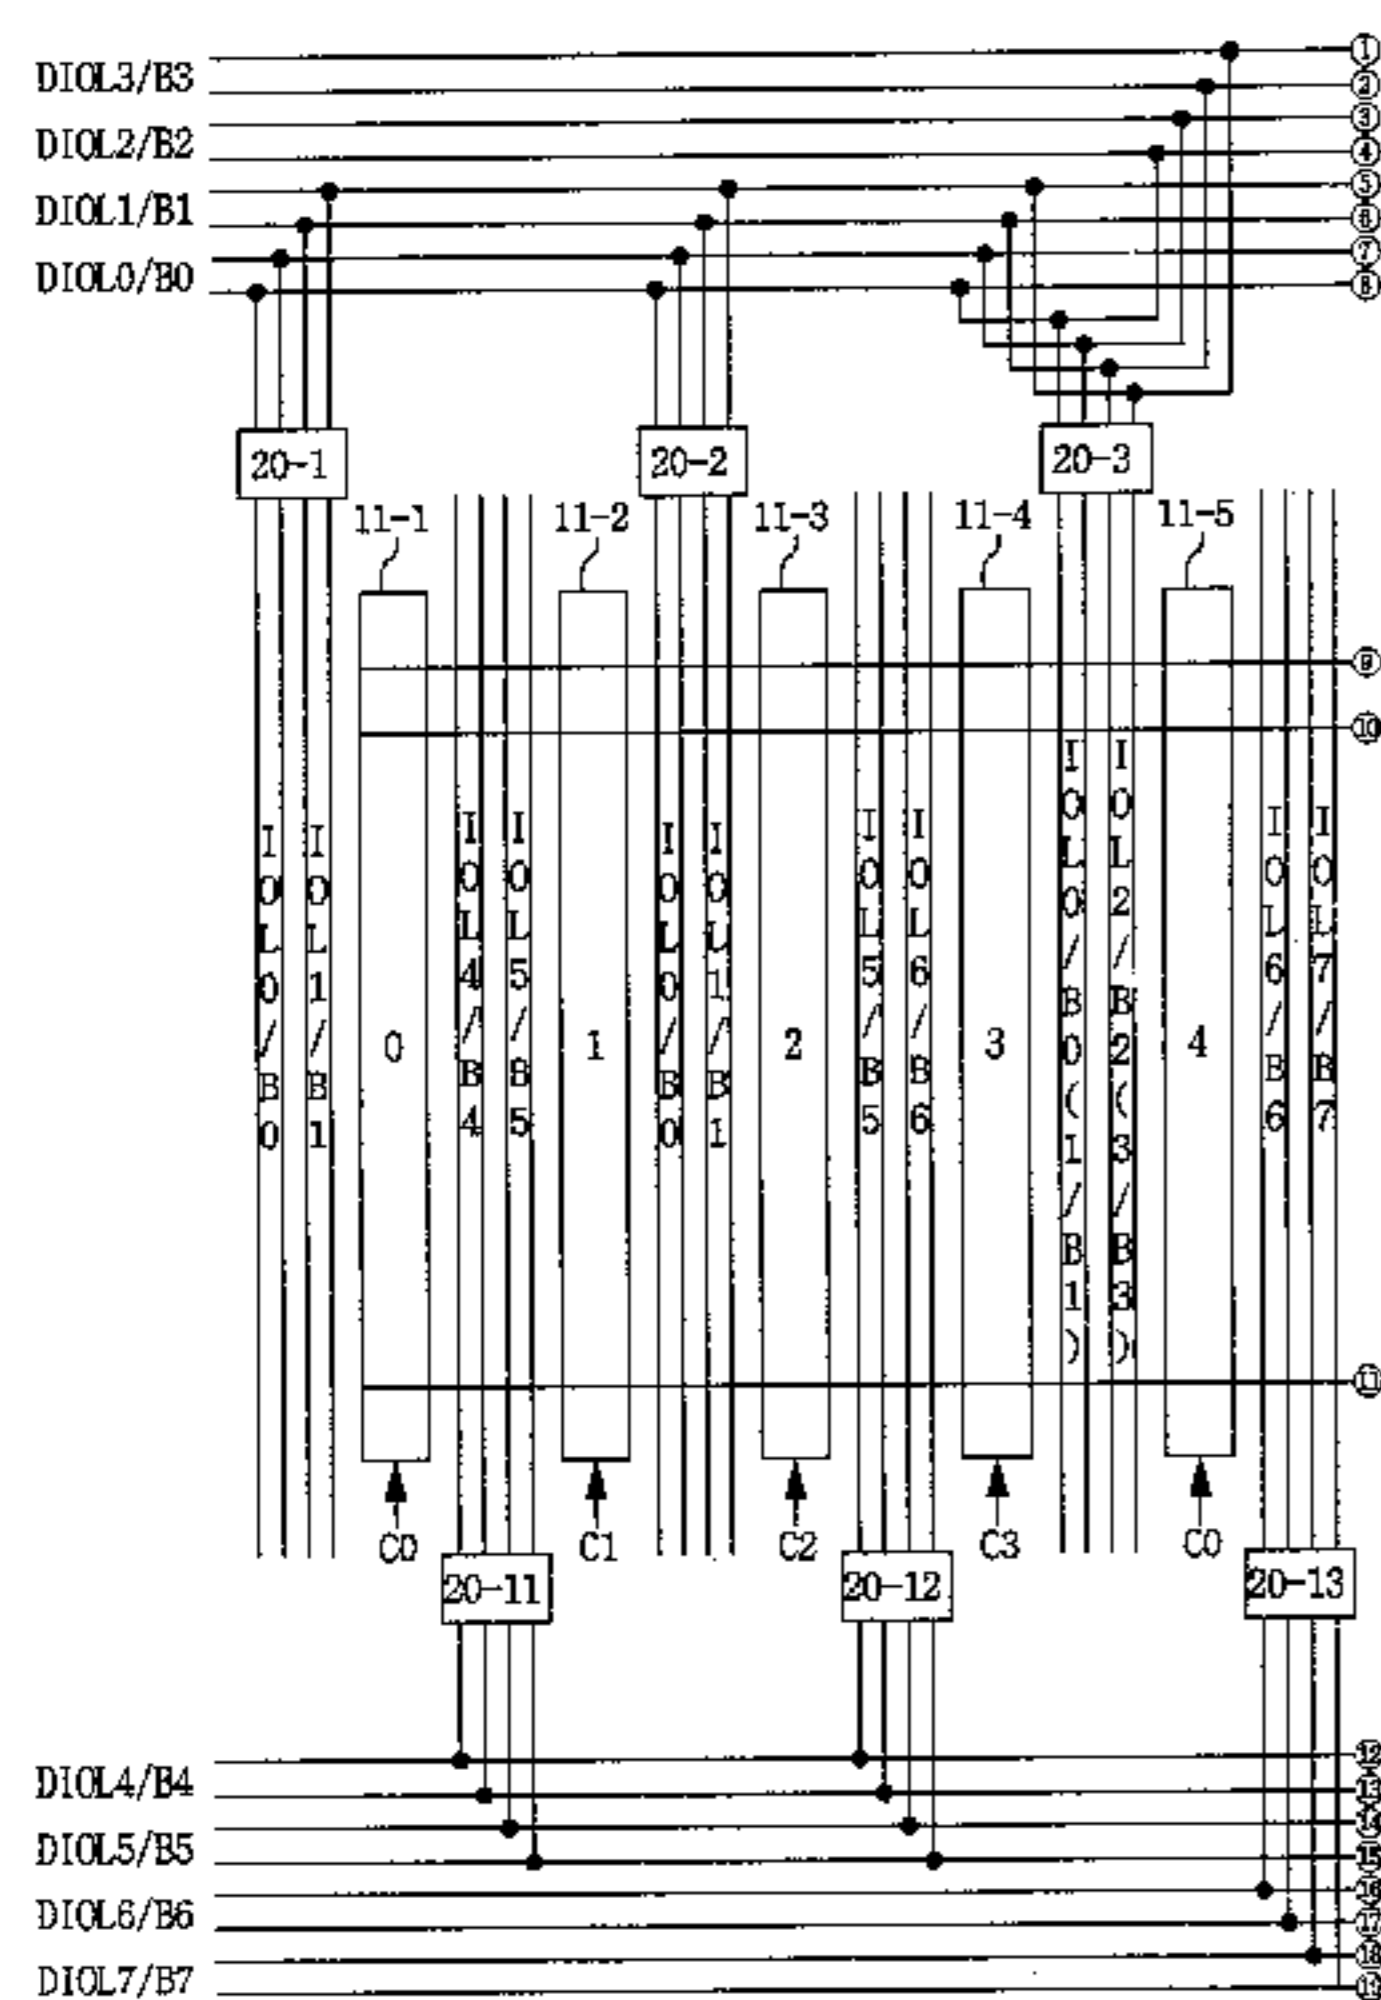 ①
DIOL3/B3
②
③
DIOL2/B2
④
⑤
DIOL1/B1
⑥
⑦
DIOL0/B0
⑧
20-1
20-2
20-3
11-1
11-2
11-3
11-4
11-5
⑨
⑩
IOL0/B0
IOL1/B1
0
IOL4/B4
IOL5/B5
1
IOL0/B0
IOL1/B1
2
IOL5/B5
IOL6/B6
3
IOL0/B0(1/B1)
IOL2/B2(3/B3)
4
IOL6/B6
IOL7/B7
⑪
C0
C1
C2
C3
C0
20-11
20-12
20-13
⑫
DIOL4/B4
⑬
⑭
DIOL5/B5
⑮
⑯
DIOL6/B6
⑰
⑱
DIOL7/B7
⑲